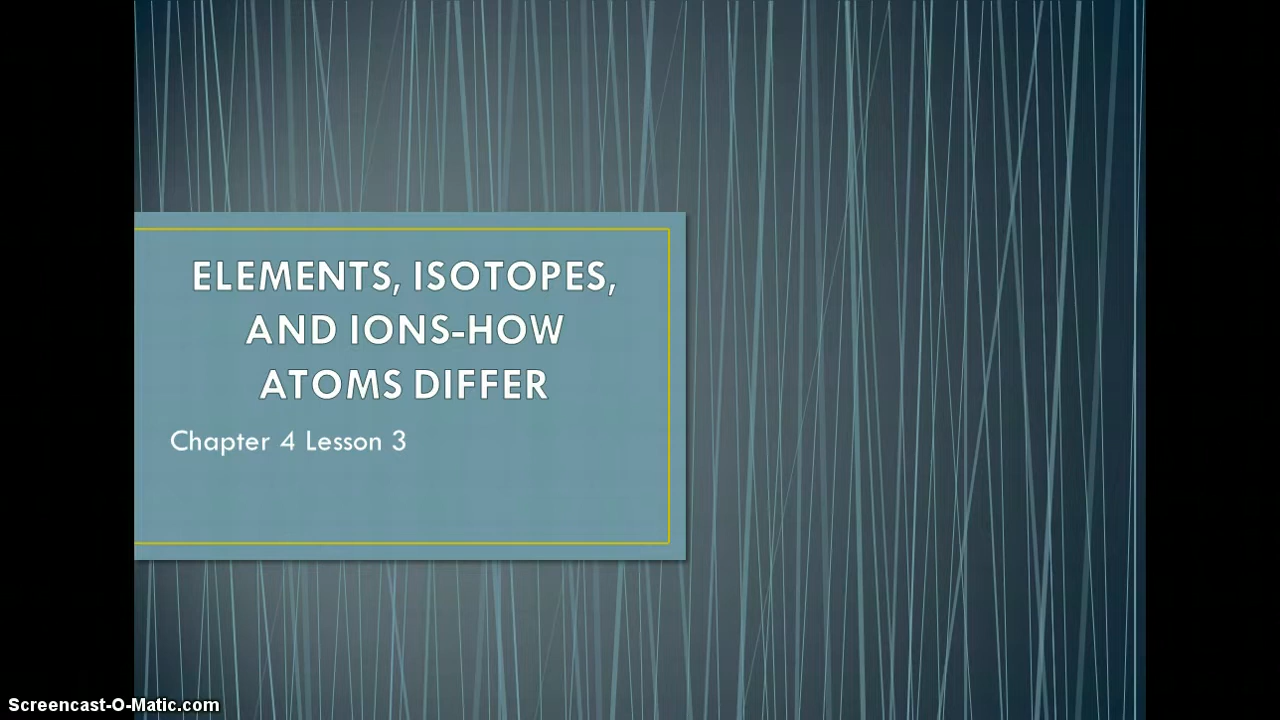 ELEMENTS, ISOTOPES,
AND IONS-HOW
ATOMS DIFFER
Chapter 4 Lesson 3
Screencast-O-Matic.com